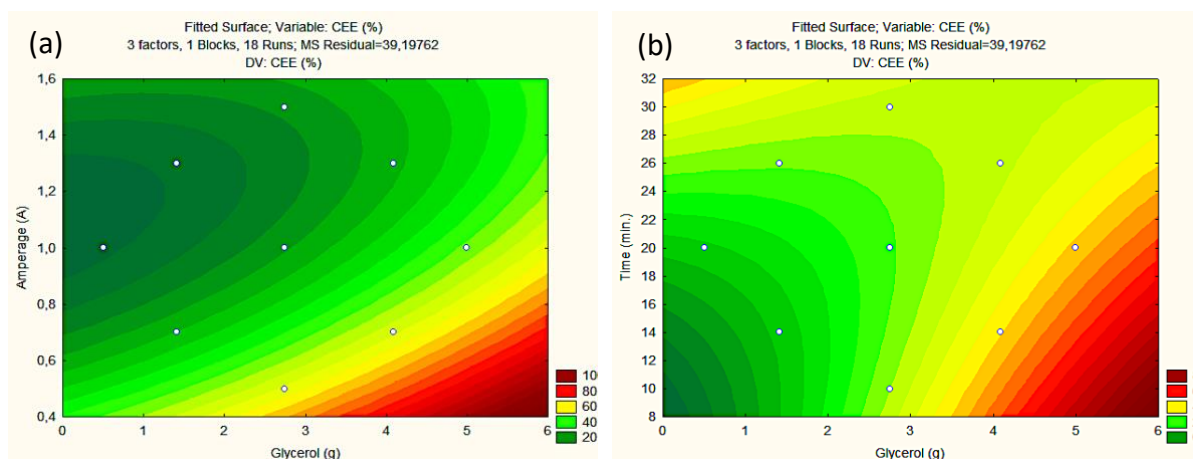 (a)
Fitted Surface; Variable: CEE (%)
3 factors, 1 Blocks, 18 Runs; MS Residual=39,19762
DV: CEE (%)
1,6
1,4
1,2
1,0
0,8
0,6
0,4
Amperage (A)
0 1 2 3 4 5 6
Glycerol (g)
10
80
60
40
20
(b)
Fitted Surface; Variable: CEE (%)
3 factors, 1 Blocks, 18 Runs; MS Residual=39,19762
DV: CEE (%)
32
30
28
26
24
22
20
18
16
14
12
10
8
Time (min.)
0 1 2 3 4 5 6
Glycerol (g)